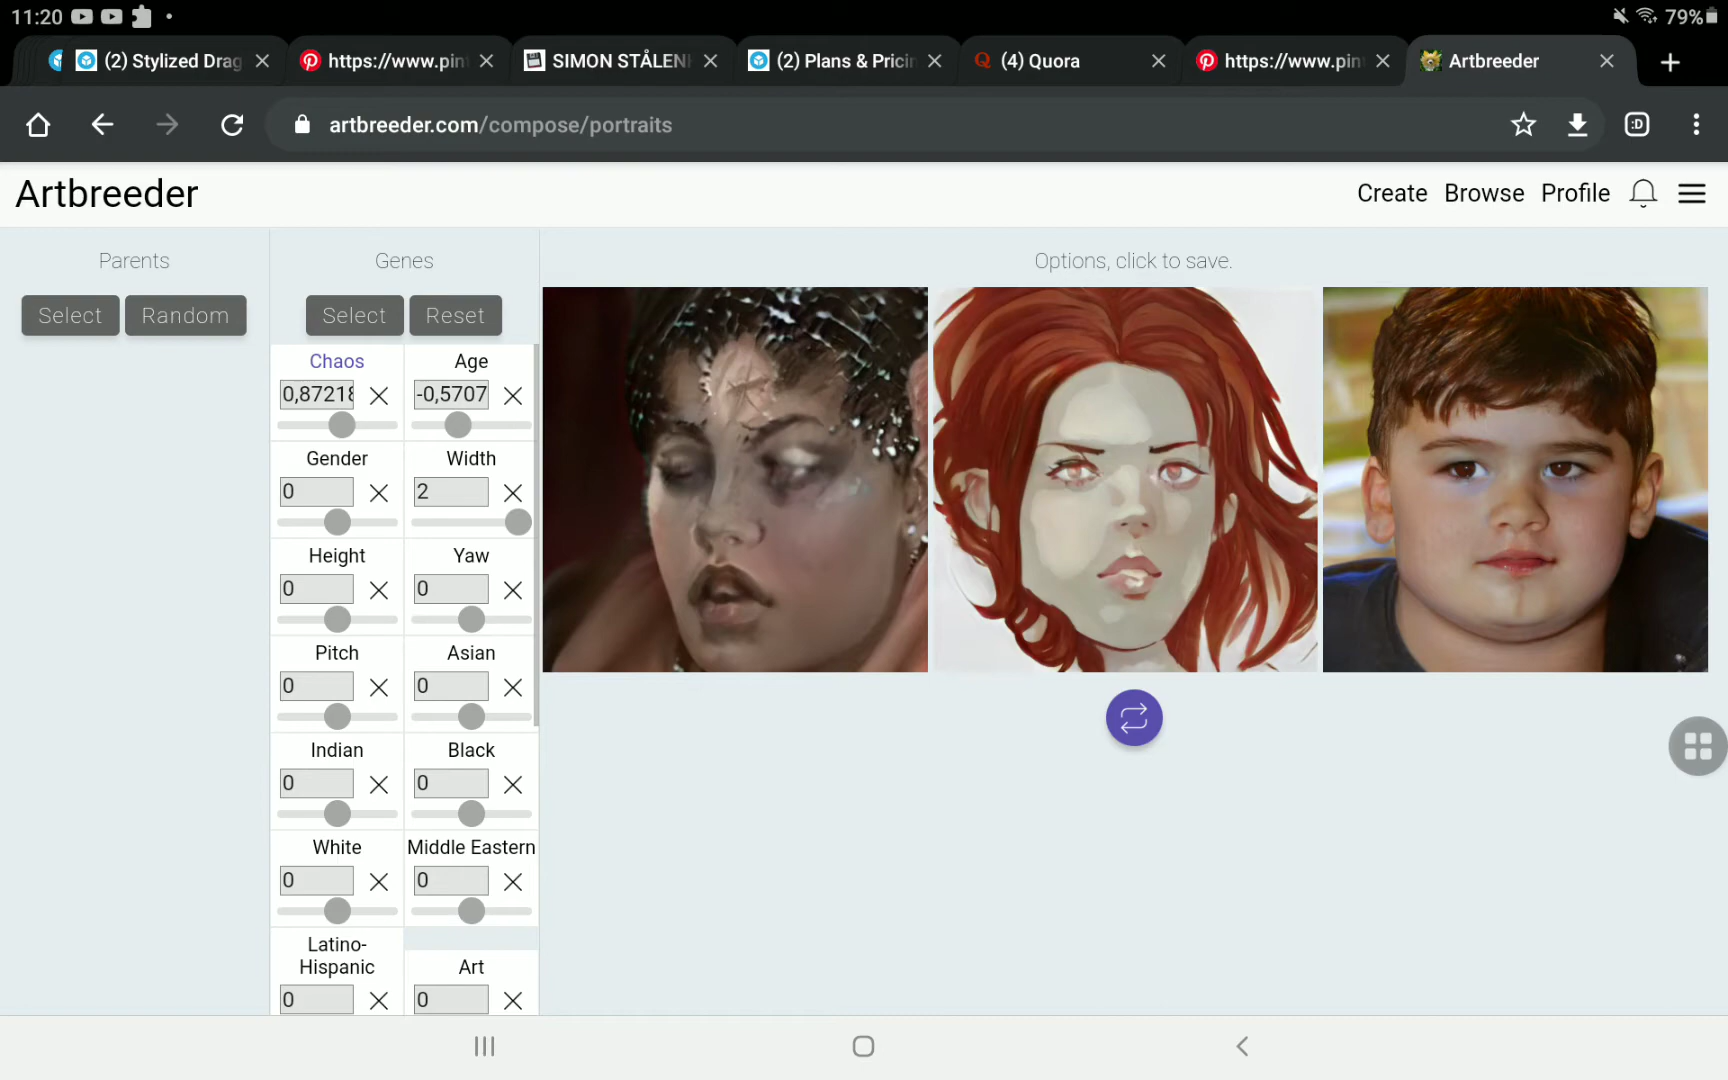 11:20
79%
(2) Stylized Drag
https://www.pin
SIMON STÅLEN
(2) Plans & Pricin
(4) Quora
https://www.pin
Artbreeder
artbreeder.com/compose/portraits
:D
Artbreeder
Create Browse Profile
Parents
Genes
Options, click to save.
Select Random
Select Reset
Chaos Age
0,87218 -0,5707
Gender Width
0 2
Height Yaw
0 0
Pitch Asian
0 0
Indian Black
0 0
White Middle Eastern
0 0
Latino-
Hispanic Art
0 0